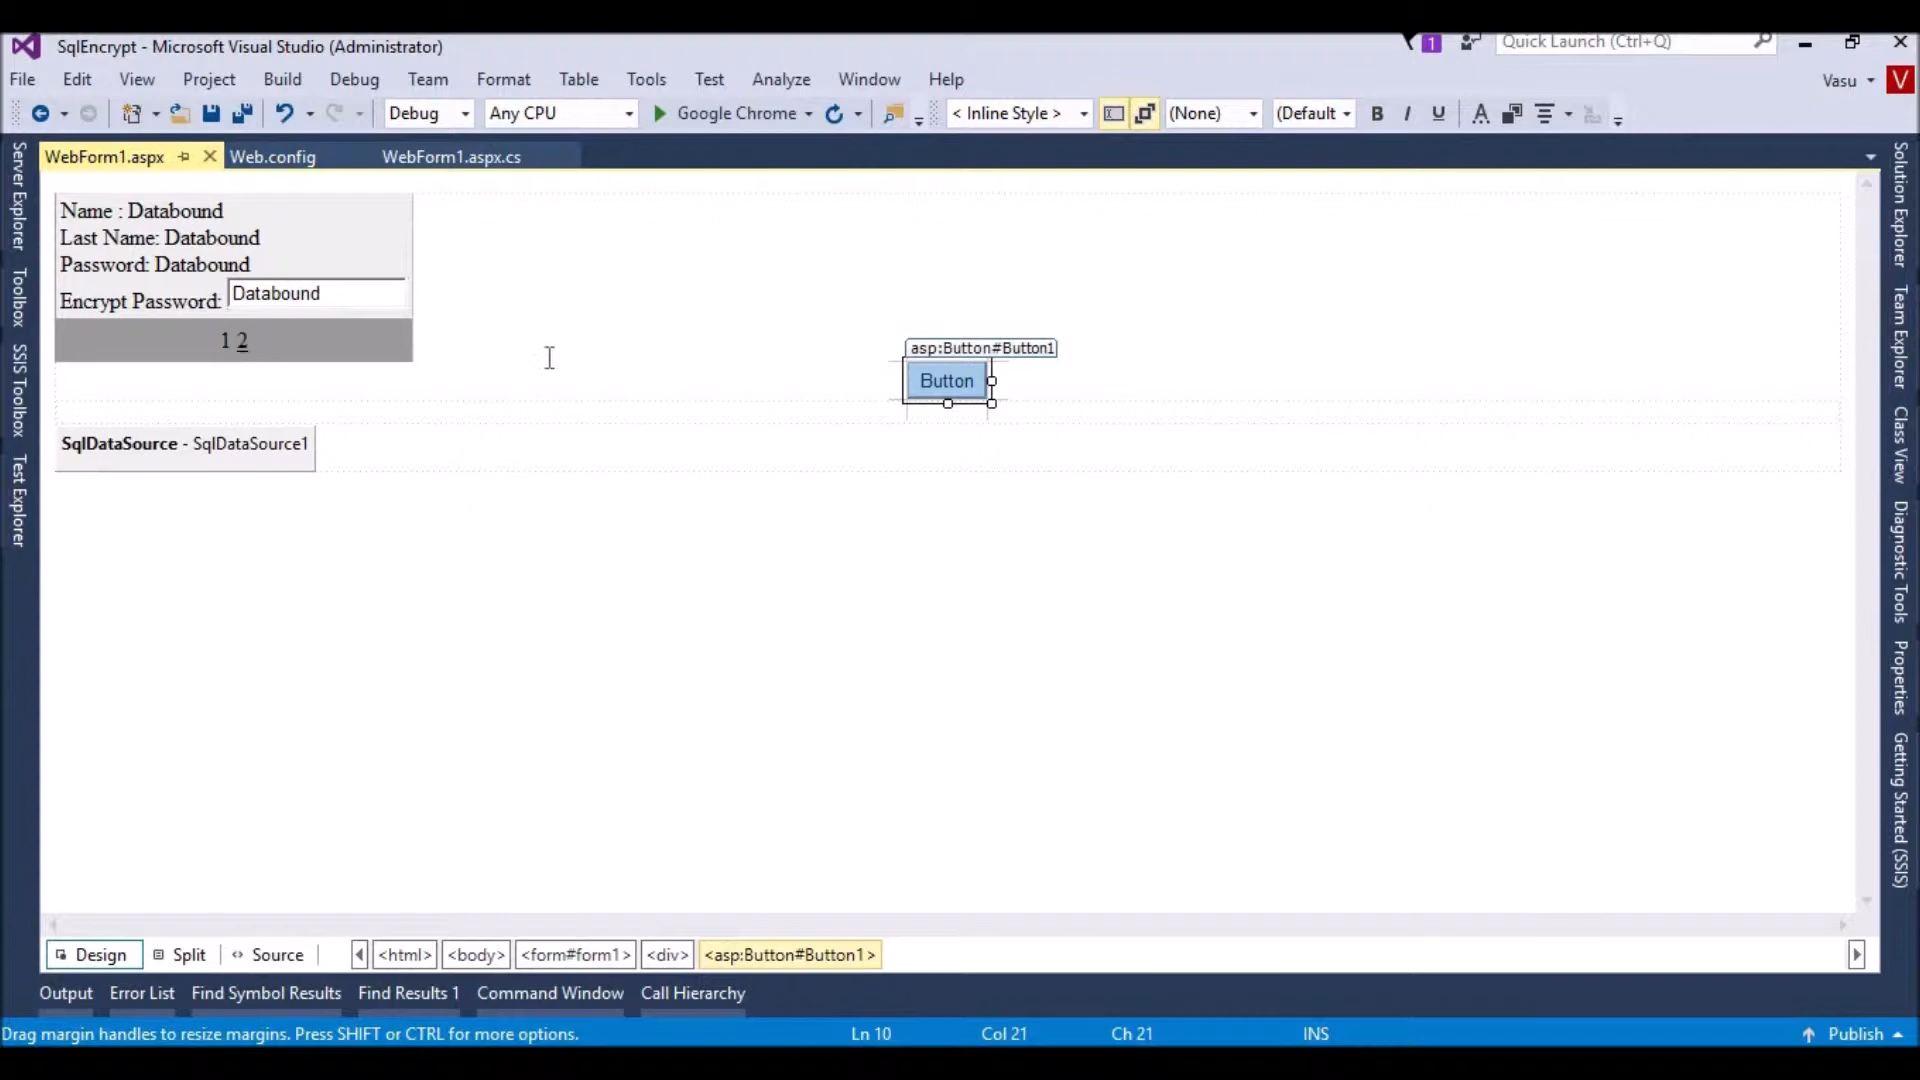 SqlEncrypt - Microsoft Visual Studio (Administrator)
1
Quick Launch (Ctrl+Q)
File Edit View Project Build Debug Team Format Table Tools Test Analyze Window Help
Vasu V
Debug Any CPU Google Chrome < Inline Style > (None) (Default B I U A
WebForm1.aspx Web.config WebForm1.aspx.cs
Server Explorer
Toolbox
SSIS Toolbox
Test Explorer
Name : Databound
Last Name: Databound
Password: Databound
Encrypt Password: Databound
1 2
asp:Button#Button1
Button
SqlDataSource - SqlDataSource1
Solution Explorer
Team Explorer
Class View
Diagnostic Tools
Properties
Getting Started (SSIS)
Design Split Source <html> <body> <form#form1> <div> <asp:Button#Button1>
Output Error List Find Symbol Results Find Results 1 Command Window Call Hierarchy
Drag margin handles to resize margins. Press SHIFT or CTRL for more options. Ln 10 Col 21 Ch 21 INS Publish